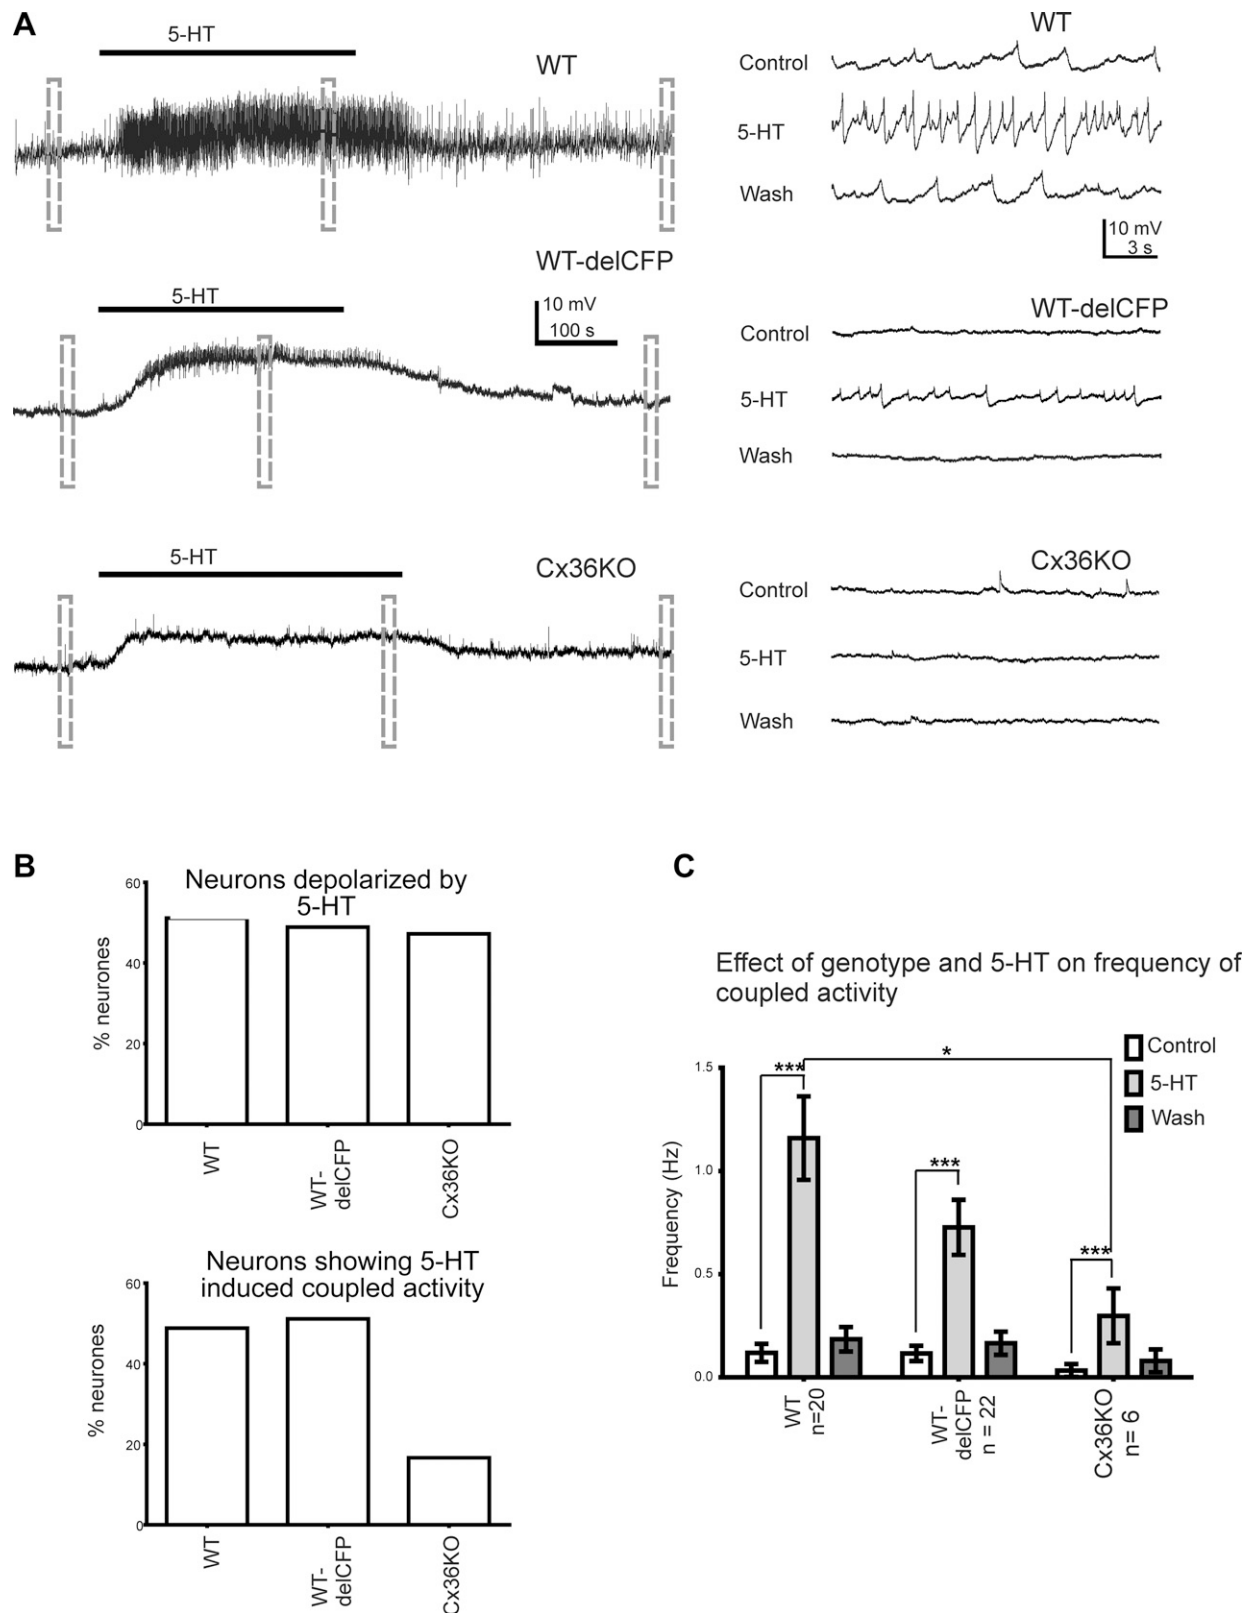 A
5-HT
WT
WT
Control
5-HT
Wash
10 mV
3 s
5-HT
WT-delCFP
10 mV
100 s
WT-delCFP
Control
5-HT
Wash
5-HT
Cx36KO
Cx36KO
Control
5-HT
Wash
B
Neurons depolarized by
5-HT
60
40
20
0
% neurones
WT
WT-
delCFP
Cx36KO
Neurons showing 5-HT
induced coupled activity
60
40
20
0
% neurones
WT
WT-
delCFP
Cx36KO
C
Effect of genotype and 5-HT on frequency of
coupled activity
Control
5-HT
Wash
*
***
***
***
1.5
1.0
0.5
0.0
Frequency (Hz)
WT
n=20
WT-
delCFP
n = 22
Cx36KO
n= 6